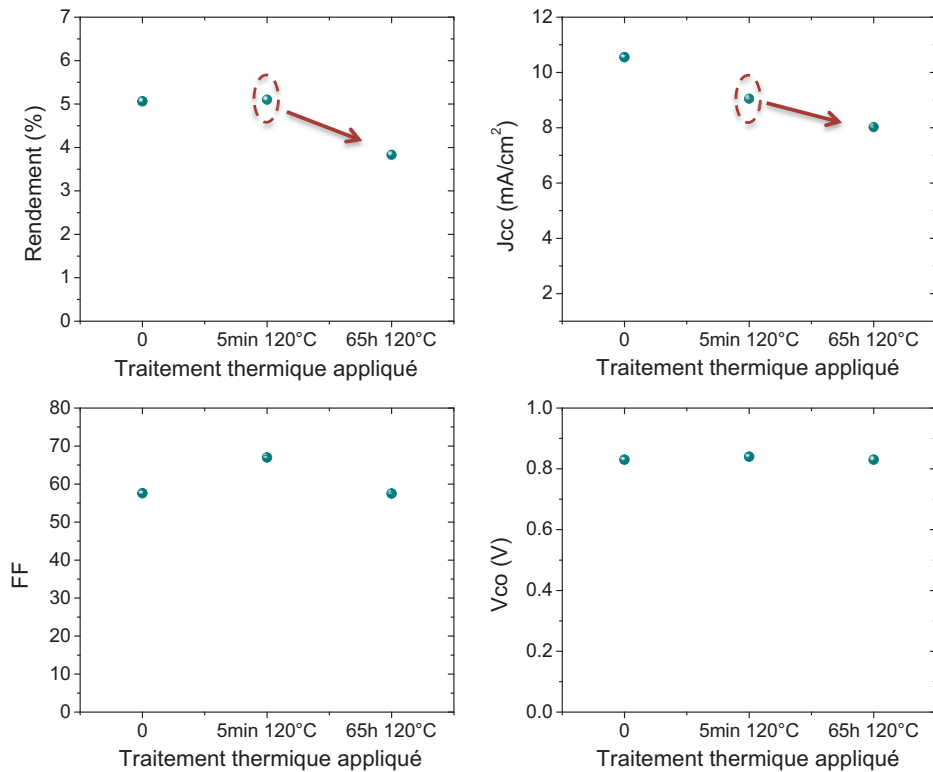 7
6
5
4
3
2
1
0
Rendement (%)
0 5min 120°C 65h 120°C
Traitement thermique appliqué
12
10
8
6
4
2
Jcc (mA/cm²)
0 5min 120°C 65h 120°C
Traitement thermique appliqué
80
70
60
50
40
30
20
10
0
FF
0 5min 120°C 65h 120°C
Traitement thermique appliqué
1.0
0.8
0.6
0.4
0.2
0.0
Vco (V)
0 5min 120°C 65h 120°C
Traitement thermique appliqué